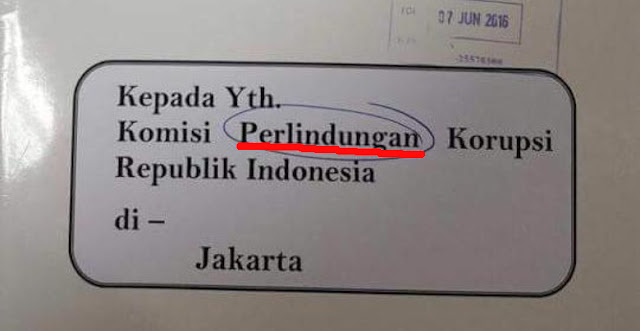 07 JUN 2016
Kepada Yth.
Komisi Perlindungan Korupsi
Republik Indonesia
di –
Jakarta